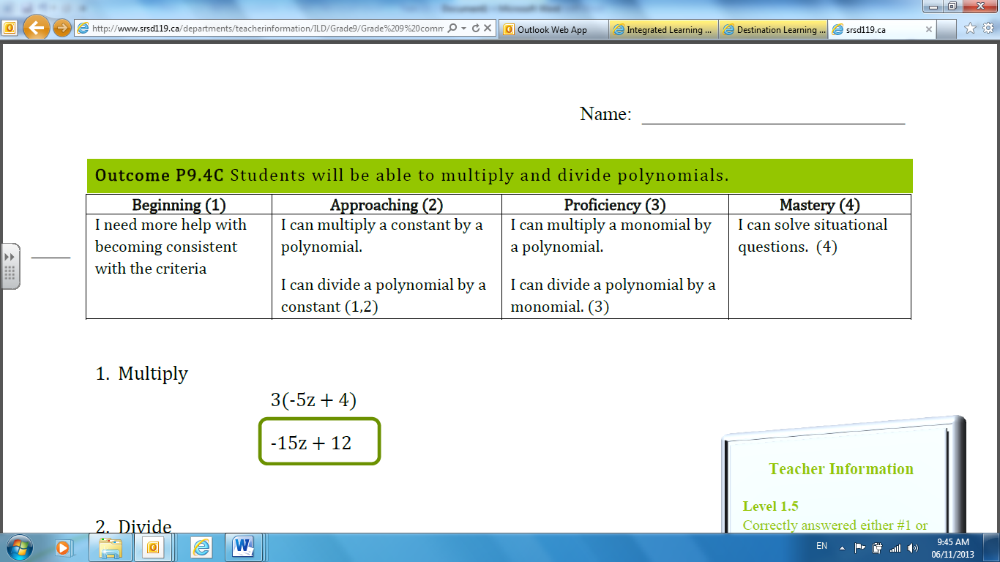 http://www.srsd119.ca/departments/teacherinformation/ILD/Grade9/Grade%209%20comm
Outlook Web App
Integrated Learning ...
Destination Learning ...
srsd119.ca
Name:
Outcome P9.4C Students will be able to multiply and divide polynomials.
Beginning (1)
I need more help with
becoming consistent
with the criteria
Approaching (2)
I can multiply a constant by a
polynomial.
I can divide a polynomial by a
constant (1,2)
Proficiency (3)
I can multiply a monomial by
a polynomial.
I can divide a polynomial by a
monomial. (3)
Mastery (4)
I can solve situational
questions. (4)
1. Multiply
3(-5z + 4)
-15z + 12
Teacher Information
Level 1.5
Correctly answered either #1 or
2. Divide
EN
9:45 AM
06/11/2013